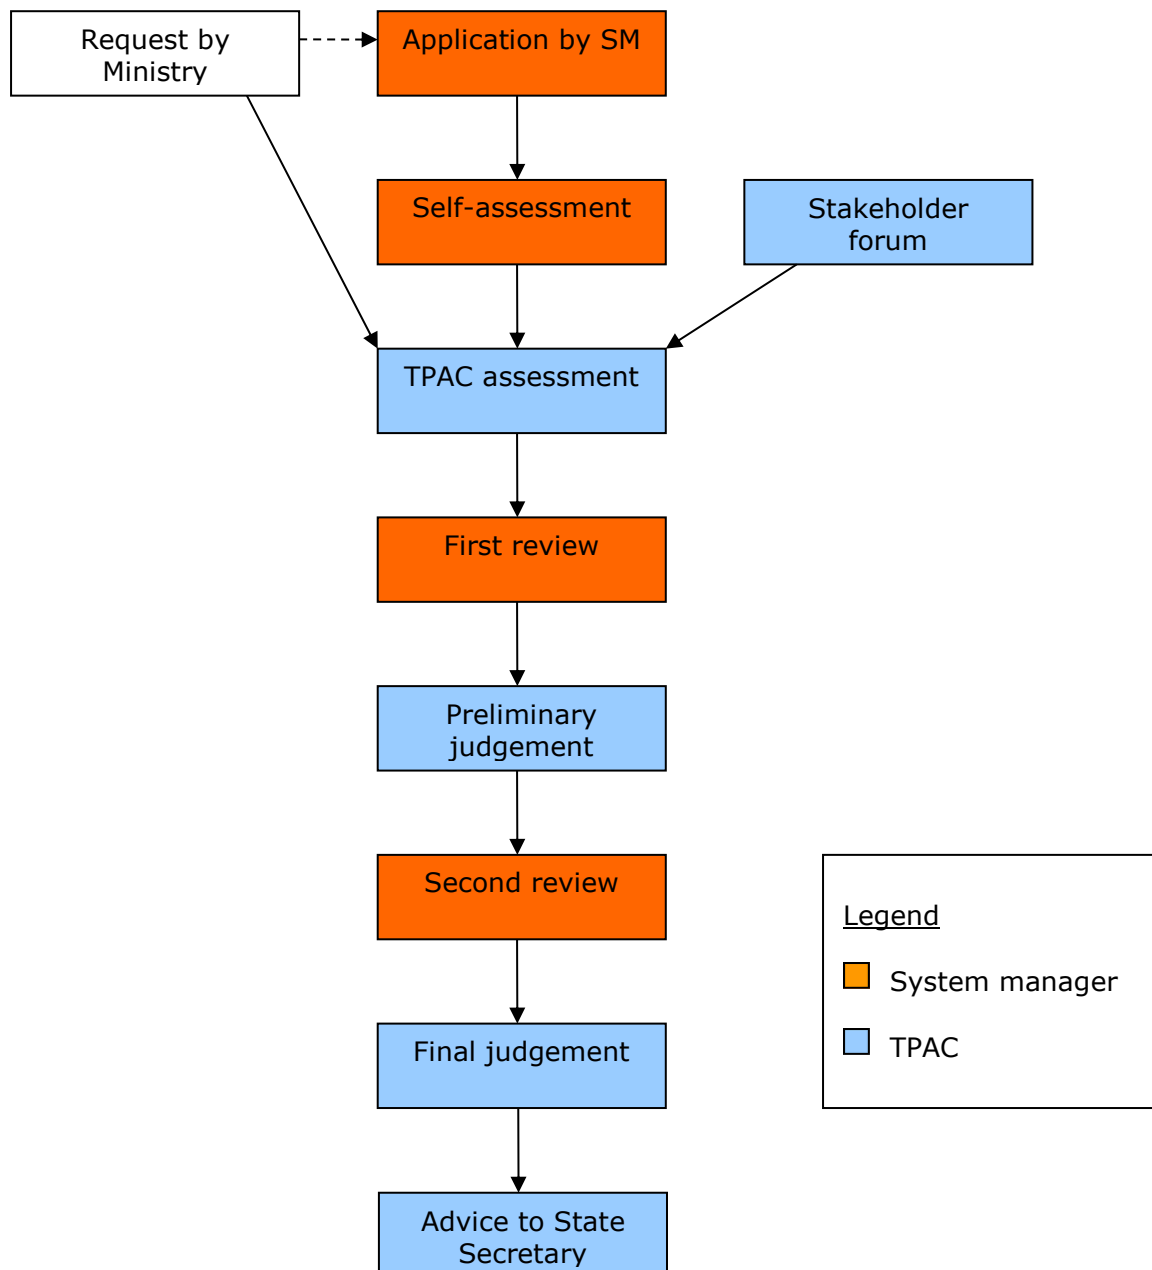 Request by
Ministry
Application by SM
Self-assessment
Stakeholder
forum
TPAC assessment
First review
Preliminary
judgement
Second review
Final judgement
Advice to State
Secretary
Legend
System manager
TPAC